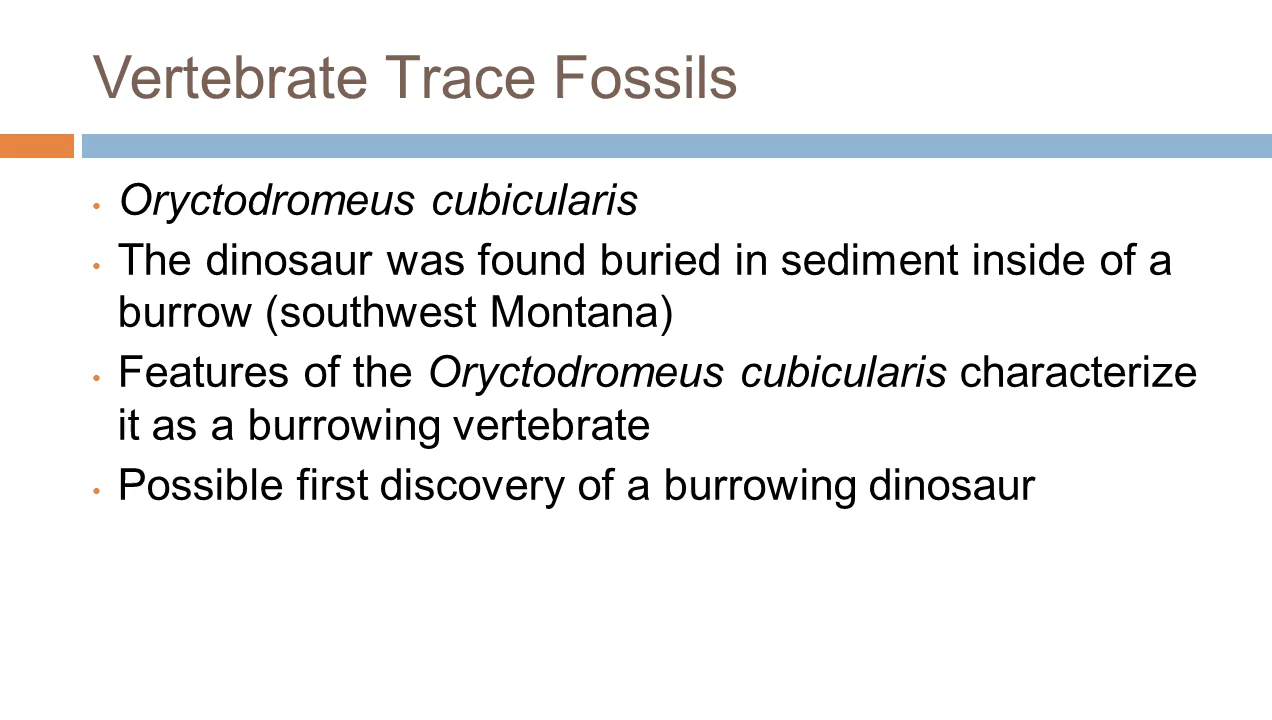 Vertebrate Trace Fossils
• Oryctodromeus cubicularis
• The dinosaur was found buried in sediment inside of a
burrow (southwest Montana)
• Features of the Oryctodromeus cubicularis characterize
it as a burrowing vertebrate
• Possible first discovery of a burrowing dinosaur